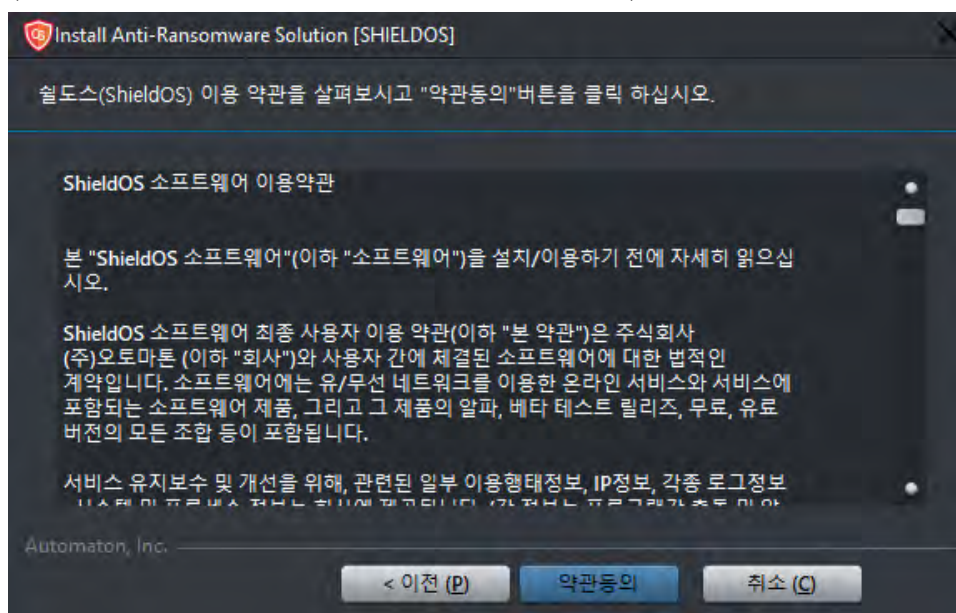 Install Anti-Ransomware Solution [SHIELDOS]
쉴도스(ShieldOS) 이용 약관을 살펴보시고 "약관동의"버튼을 클릭 하십시오.
ShieldOS 소프트웨어 이용약관
본 "ShieldOS 소프트웨어"(이하 "소프트웨어")을 설치/이용하기 전에 자세히 읽으십
시오.
ShieldOS 소프트웨어 최종 사용자 이용 약관(이하 "본 약관")은 주식회사
(주)오토마톤 (이하 "회사")와 사용자 간에 체결된 소프트웨어에 대한 법적인
계약입니다. 소프트웨어에는 유/무선 네트워크를 이용한 온라인 서비스와 서비스에
포함되는 소프트웨어 제품, 그리고 그 제품의 알파, 베타 테스트 릴리즈, 무료, 유료
버전의 모든 조합 등이 포함됩니다.
서비스 유지보수 및 개선을 위해, 관련된 일부 이용행태정보, IP정보, 각종 로그정보
Automaton, Inc.
< 이전 (P)
약관동의
취소 (C)